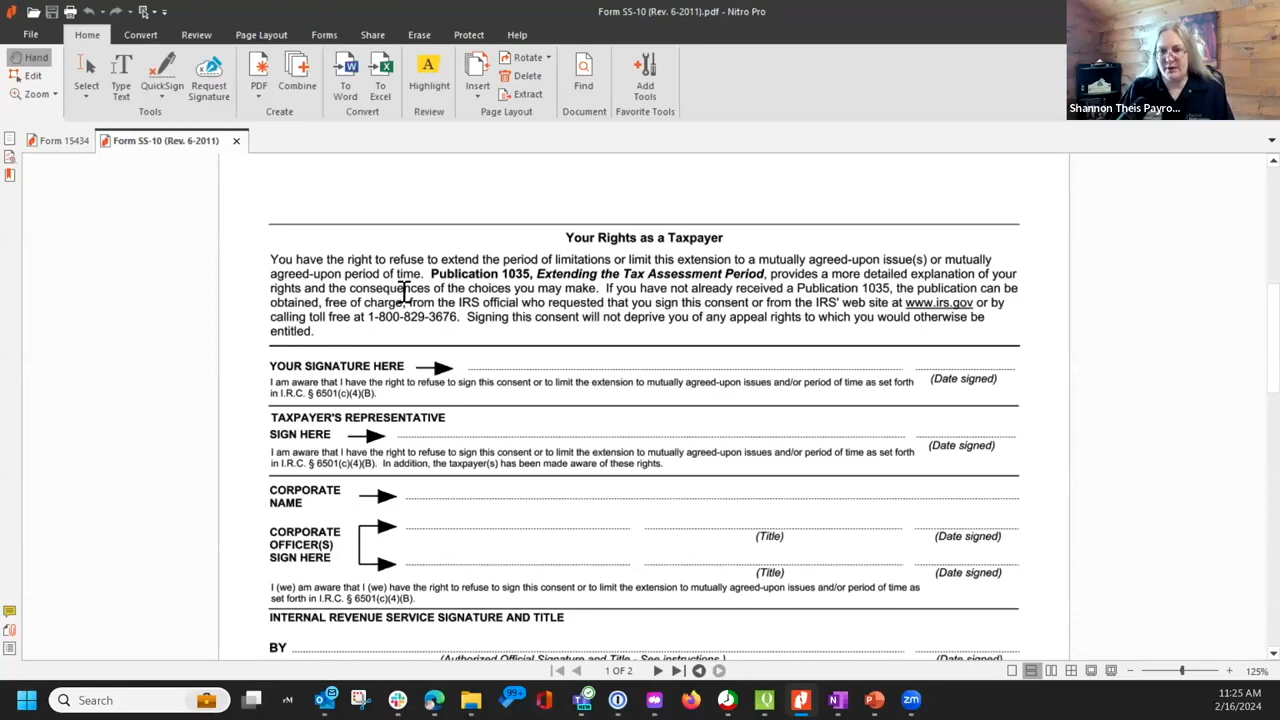 Form SS-10 (Rev. 6-2011).pdf - Nitro Pro
File Home Convert Review Page Layout Forms Share Erase Protect Help
Hand
Edit
Zoom
Select
Type Text
QuickSign
Request Signature
Tools
PDF
Combine
Create
To Word
To Excel
Convert
Highlight
Review
Insert
Rotate
Delete
Extract
Page Layout
Find
Document
Add Tools
Favorite Tools
Shannon Theis Payro...
Form 15434
Form SS-10 (Rev. 6-2011)
Your Rights as a Taxpayer
You have the right to refuse to extend the period of limitations or limit this extension to a mutually agreed-upon issue(s) or mutually
agreed-upon period of time. Publication 1035, Extending the Tax Assessment Period, provides a more detailed explanation of your
rights and the consequences of the choices you may make. If you have not already received a Publication 1035, the publication can be
obtained, free of charge, from the IRS official who requested that you sign this consent or from the IRS' web site at www.irs.gov or by
calling toll free at 1-800-829-3676. Signing this consent will not deprive you of any appeal rights to which you would otherwise be
entitled.
YOUR SIGNATURE HERE
(Date signed)
I am aware that I have the right to refuse to sign this consent or to limit the extension to mutually agreed-upon issues and/or period of time as set forth
in I.R.C. § 6501(c)(4)(B).
TAXPAYER'S REPRESENTATIVE
SIGN HERE
(Date signed)
I am aware that I have the right to refuse to sign this consent or to limit the extension to mutually agreed-upon issues and/or period of time as set forth
in I.R.C. § 6501(c)(4)(B). In addition, the taxpayer(s) has been made aware of these rights.
CORPORATE
NAME
CORPORATE
OFFICER(S)
SIGN HERE
(Title) (Date signed)
(Title) (Date signed)
I (we) am aware that I (we) have the right to refuse to sign this consent or to limit the extension to mutually agreed-upon issues and/or period of time as
set forth in I.R.C. § 6501(c)(4)(B).
INTERNAL REVENUE SERVICE SIGNATURE AND TITLE
BY
(Authorized Official Signature and Title - See instructions.)
1 OF 2
125%
Search
99+
11:25 AM
2/16/2024